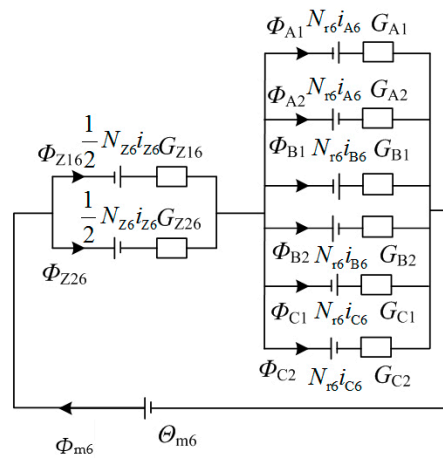 Φ_A1 N_r6 i_A6 G_A1
Φ_A2 N_r6 i_A6 G_A2
Φ_B1 N_r6 i_B6 G_B1
Φ_Z16 1/2 N_Z6 i_Z6 G_Z16
Φ_Z26 1/2 N_Z6 i_Z6 G_Z26
Φ_B2 N_r6 i_B6 G_B2
Φ_C1 N_r6 i_C6 G_C1
Φ_C2 N_r6 i_C6 G_C2
Φ_m6 Θ_m6